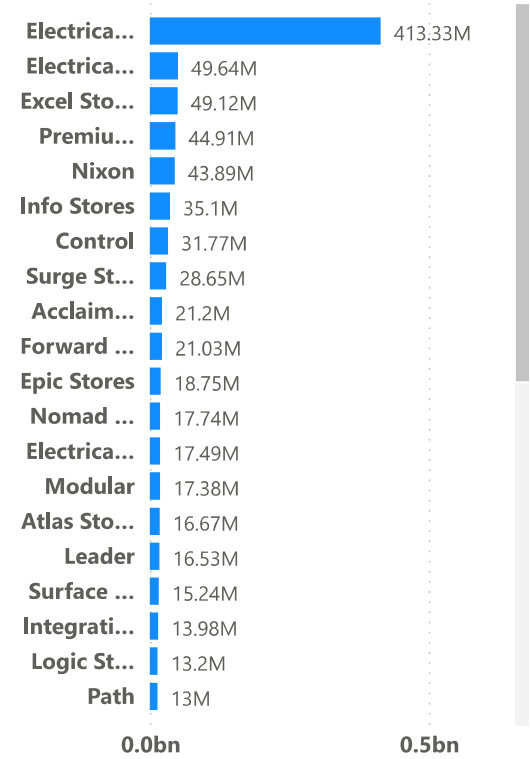 Electrica... 413.33M
Electrica... 49.64M
Excel Sto... 49.12M
Premiu... 44.91M
Nixon 43.89M
Info Stores 35.1M
Control 31.77M
Surge St... 28.65M
Acclaim... 21.2M
Forward ... 21.03M
Epic Stores 18.75M
Nomad ... 17.74M
Electrica... 17.49M
Modular 17.38M
Atlas Sto... 16.67M
Leader 16.53M
Surface ... 15.24M
Integrati... 13.98M
Logic St... 13.2M
Path 13M
0.0bn 0.5bn